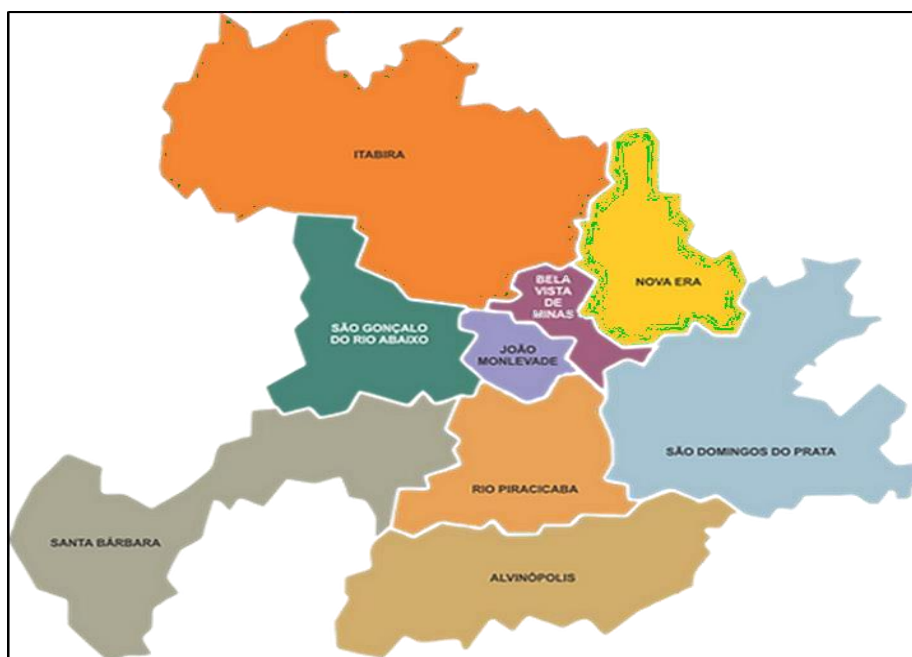 ITABIRA
NOVA ERA
BELA
VISTA
DE
MINAS
SÃO GONÇALO
DO RIO ABAIXO
JOÃO
MONLEVADE
SÃO DOMINGOS DO PRATA
RIO PIRACICABA
SANTA BÁRBARA
ALVINÓPOLIS